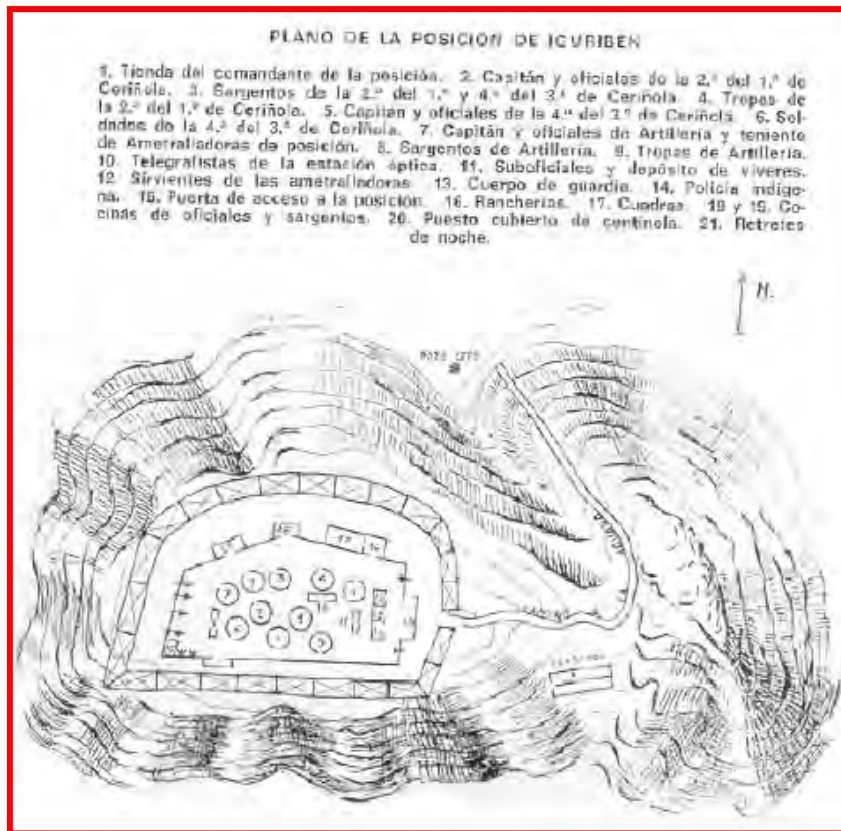 PLANO DE LA POSICION DE IGURIBEN
1. Tienda del comandante de la posición. 2. Capitán y oficiales de la 2.ª del 1.º de
Ceriñola. 3. Sargentos de la 2.ª del 1.º y 4.ª del 3.º de Ceriñola. 4. Tropas de
la 2.ª del 1.º de Ceriñola. 5. Capitán y oficiales de la 4.ª del 3.º de Ceriñola. 6. Sol-
dados de la 4.ª del 3.º de Ceriñola. 7. Capitán y oficiales de Artillería y teniente
de Ametralladoras de posición. 8. Sargentos de Artillería. 9. Tropas de Artillería.
10. Telegrafistas de la estación óptica. 11. Suboficiales y depósito de víveres.
12. Sirvientes de las ametralladoras. 13. Cuerpo de guardia. 14. Policía indíge-
na. 15. Puerta de acceso a la posición. 16. Rancherías. 17. Cuadras. 18 y 19. Co-
cinas de oficiales y sargentos. 20. Puesto cubierto de centinela. 21. Retretes
de noche.
N.
CAMINO